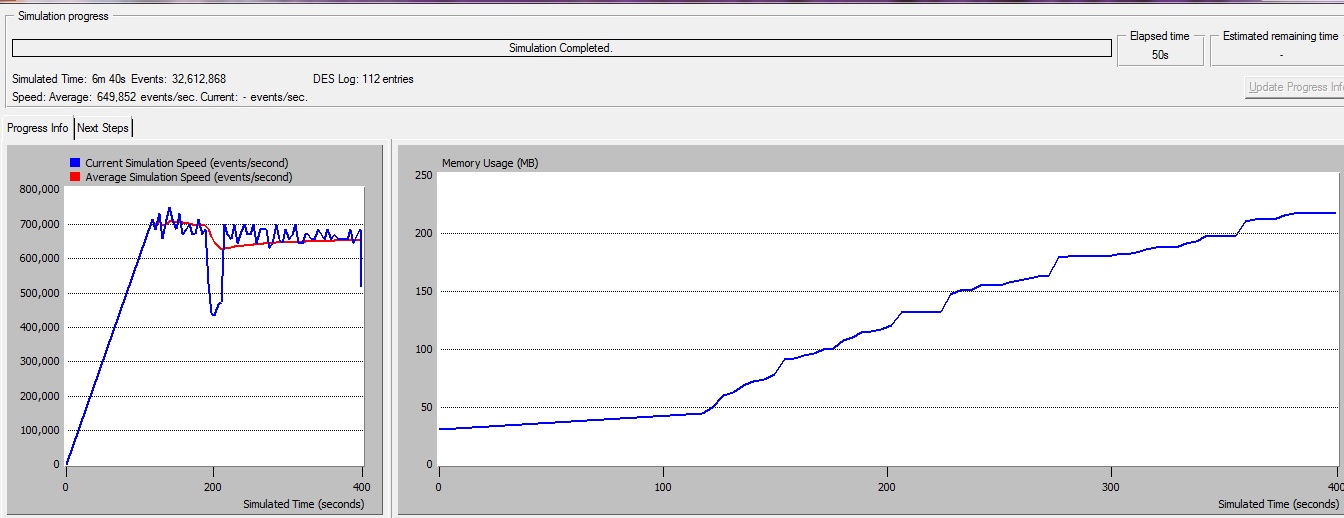 Simulation progress
Simulation Completed.
Elapsed time
50s
Estimated remaining time
-
Simulated Time: 6m 40s Events: 32,612,868
DES Log: 112 entries
Speed: Average: 649,852 events/sec. Current: - events/sec.
Update Progress Inf
Progress Info
Next Steps
Current Simulation Speed (events/second)
Average Simulation Speed (events/second)
800,000
700,000
600,000
500,000
400,000
300,000
200,000
100,000
0
0 200 400
Simulated Time (seconds)
Memory Usage (MB)
250
200
150
100
50
0
0 100 200 300 400
Simulated Time (seconds)